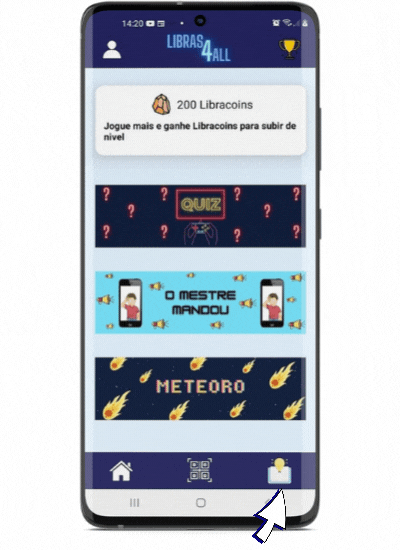 14:20
LIBRAS
4ALL
200 Libracoins
Jogue mais e ganhe Libracoins para subir de
nível
? ? ? ?
QUIZ
? ? ? ?
O MESTRE
MANDOU
METEORO